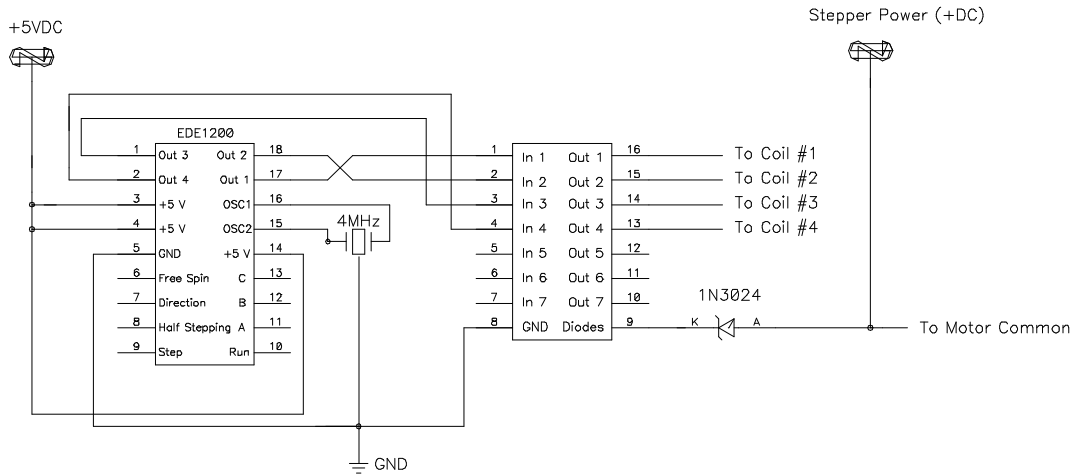 Stepper Power (+DC)
+5VDC
EDE1200
1 Out 3 Out 2 18
2 Out 4 Out 1 17
3 +5 V OSC1 16
4 +5 V OSC2 15
5 GND +5 V 14
6 Free Spin C 13
7 Direction B 12
8 Half Stepping A 11
9 Step Run 10
4MHz
1 In 1 Out 1 16 To Coil #1
2 In 2 Out 2 15 To Coil #2
3 In 3 Out 3 14 To Coil #3
4 In 4 Out 4 13 To Coil #4
5 In 5 Out 5 12
6 In 6 Out 6 11
7 In 7 Out 7 10
8 GND Diodes 9
1N3024
K A
To Motor Common
GND